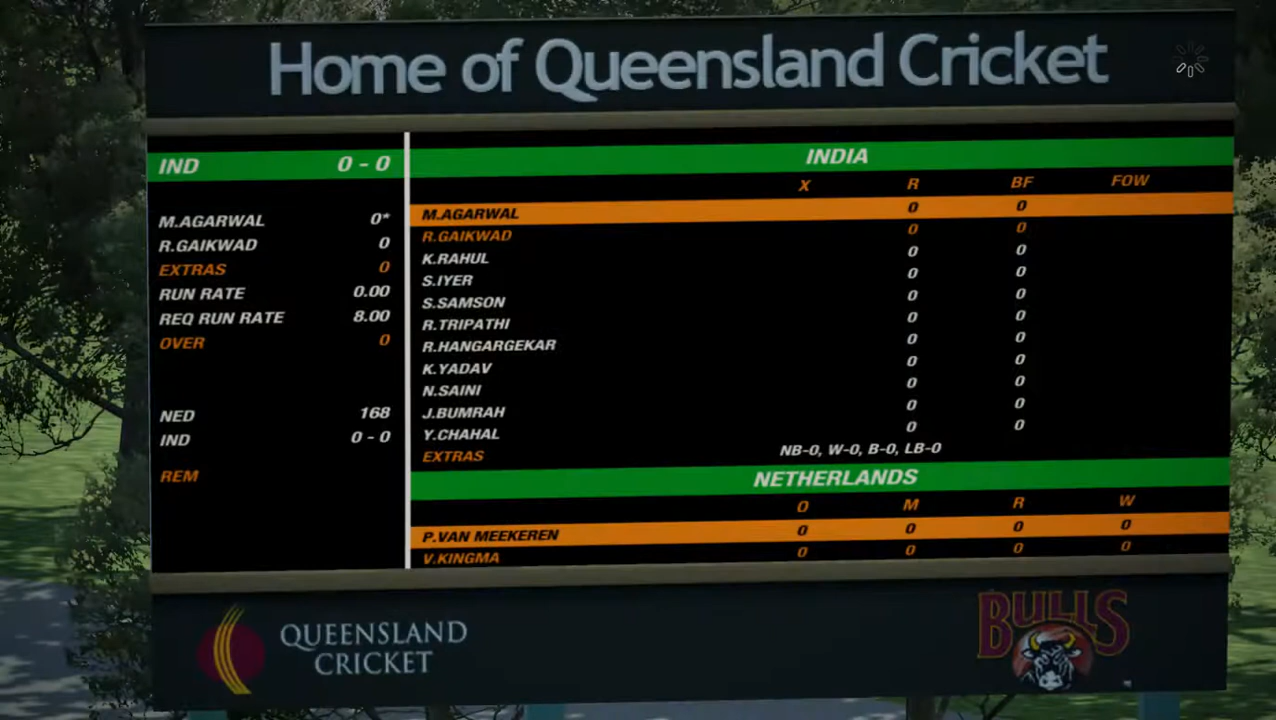 Home of Queensland Cricket
IND 0 - 0
M.AGARWAL 0*
R.GAIKWAD 0
EXTRAS 0
RUN RATE 0.00
REQ RUN RATE 8.00
OVER 0
NED 168
IND 0 - 0
REM
INDIA
X R BF FOW
M.AGARWAL 0 0
R.GAIKWAD 0 0
K.RAHUL 0 0
S.IYER 0 0
S.SAMSON 0 0
R.TRIPATHI 0 0
R.HANGARGEKAR 0 0
K.YADAV 0 0
N.SAINI 0 0
J.BUMRAH 0 0
Y.CHAHAL 0 0
EXTRAS NB-0, W-0, B-0, LB-0
NETHERLANDS
O M R W
P.VAN MEEKEREN 0 0 0 0
V.KINGMA 0 0 0 0
QUEENSLAND
CRICKET
BULLS